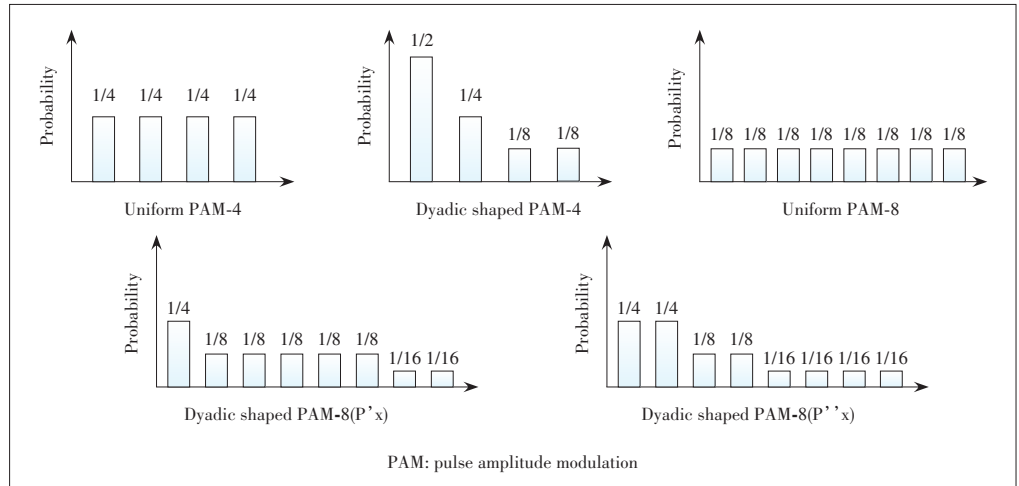 Probability
1/4 1/4 1/4 1/4
Uniform PAM-4
Probability
1/2
1/4
1/8 1/8
Dyadic shaped PAM-4
Probability
1/8 1/8 1/8 1/8 1/8 1/8 1/8 1/8
Uniform PAM-8
Probability
1/4
1/8 1/8 1/8 1/8 1/8
1/16 1/16
Dyadic shaped PAM-8(P’x)
Probability
1/4 1/4
1/8 1/8
1/16 1/16 1/16 1/16
Dyadic shaped PAM-8(P’’x)
PAM: pulse amplitude modulation